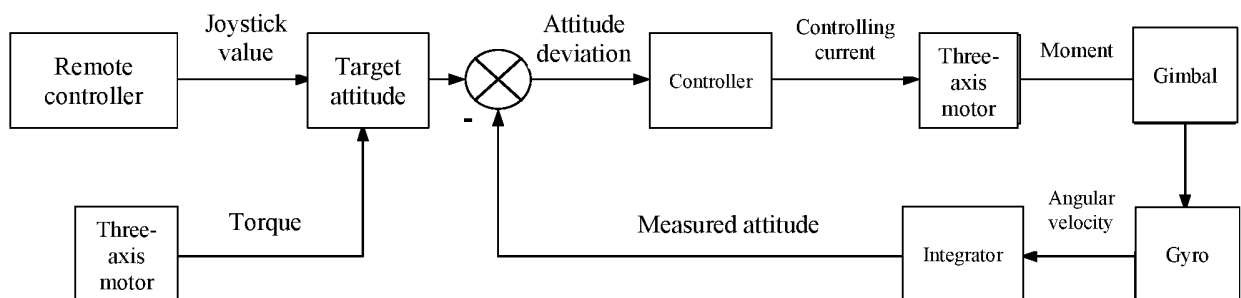 Remote
controller
Joystick
value
Target
attitude
-
Attitude
deviation
Controller
Controlling
current
Three-
axis
motor
Moment
Gimbal
Three-
axis
motor
Torque
Measured attitude
Integrator
Angular
velocity
Gyro